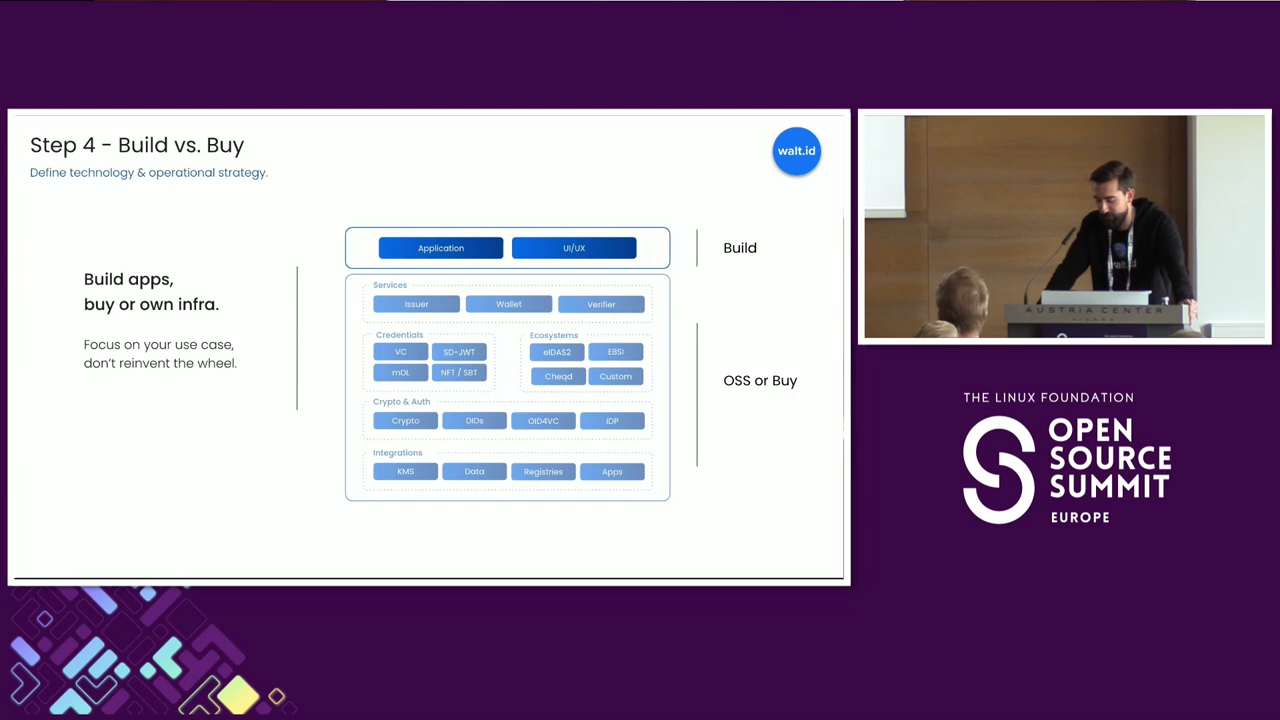 Step 4 - Build vs. Buy
Define technology & operational strategy.
walt.id
Build apps,
buy or own infra.
Focus on your use case,
don't reinvent the wheel.
Application
UI/UX
Services
Issuer
Wallet
Verifier
Credentials
VC
SD-JWT
mDL
NFT / SBT
Ecosystems
eIDAS2
EBSI
Cheqd
Custom
Crypto & Auth
Crypto
DIDs
OID4VC
IDP
Integrations
KMS
Data
Registries
Apps
Build
OSS or Buy
AUSTRIA CENTER
THE LINUX FOUNDATION
OPEN
SOURCE
SUMMIT
EUROPE